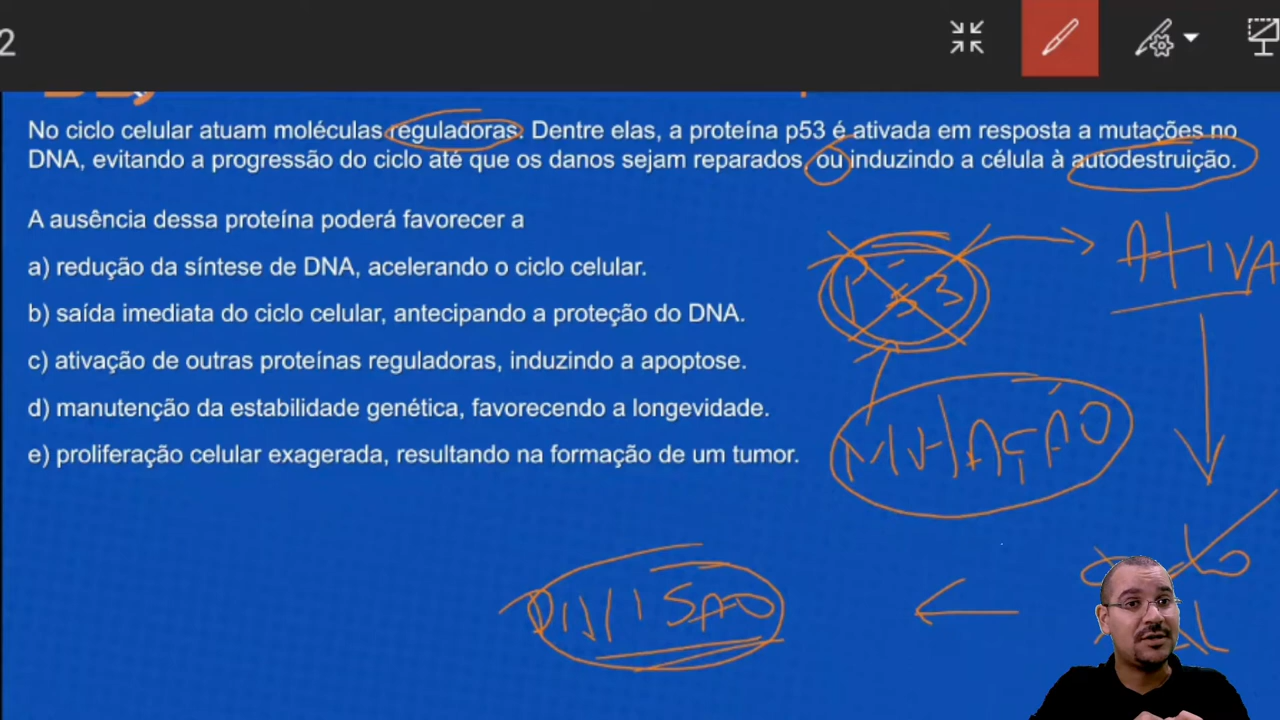 2
No ciclo celular atuam moléculas reguladoras. Dentre elas, a proteína p53 é ativada em resposta a mutações no
DNA, evitando a progressão do ciclo até que os danos sejam reparados, ou induzindo a célula à autodestruição.
A ausência dessa proteína poderá favorecer a
a) redução da síntese de DNA, acelerando o ciclo celular.
b) saída imediata do ciclo celular, antecipando a proteção do DNA.
c) ativação de outras proteínas reguladoras, induzindo a apoptose.
d) manutenção da estabilidade genética, favorecendo a longevidade.
e) proliferação celular exagerada, resultando na formação de um tumor.
P53
ATIVA
MUTAÇÃO
DIVISÃO